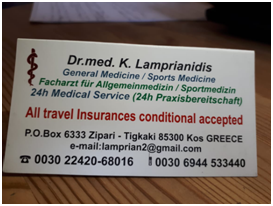 Dr.med. K. Lamprianidis
General Medicine / Sports Medicine
Facharzt für Allgemeinmedizin / Sportmedizin
24h Medical Service (24h Praxisbereitschaft)
All travel Insurances conditional accepted
P.O.Box 6333 Zipari - Tigkaki 85300 Kos GREECE
e-mail:lamprian2@gmail.com
☎ 0030 22420-68016 0030 6944 533440